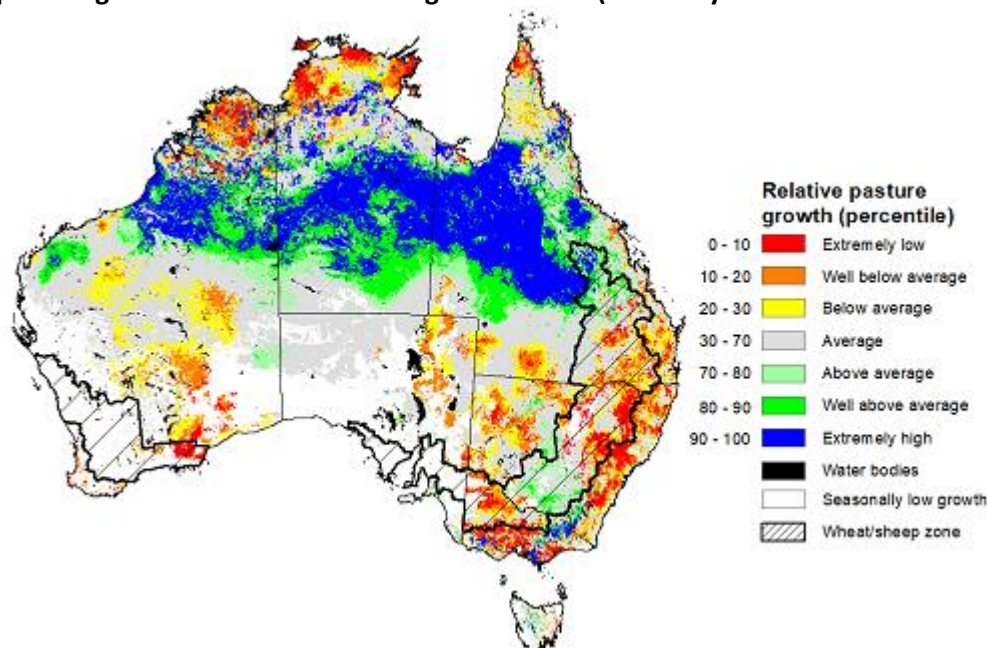 Relative pasture
growth (percentile)
0 - 10 Extremely low
10 - 20 Well below average
20 - 30 Below average
30 - 70 Average
70 - 80 Above average
80 - 90 Well above average
90 - 100 Extremely high
Water bodies
Seasonally low growth
Wheat/sheep zone